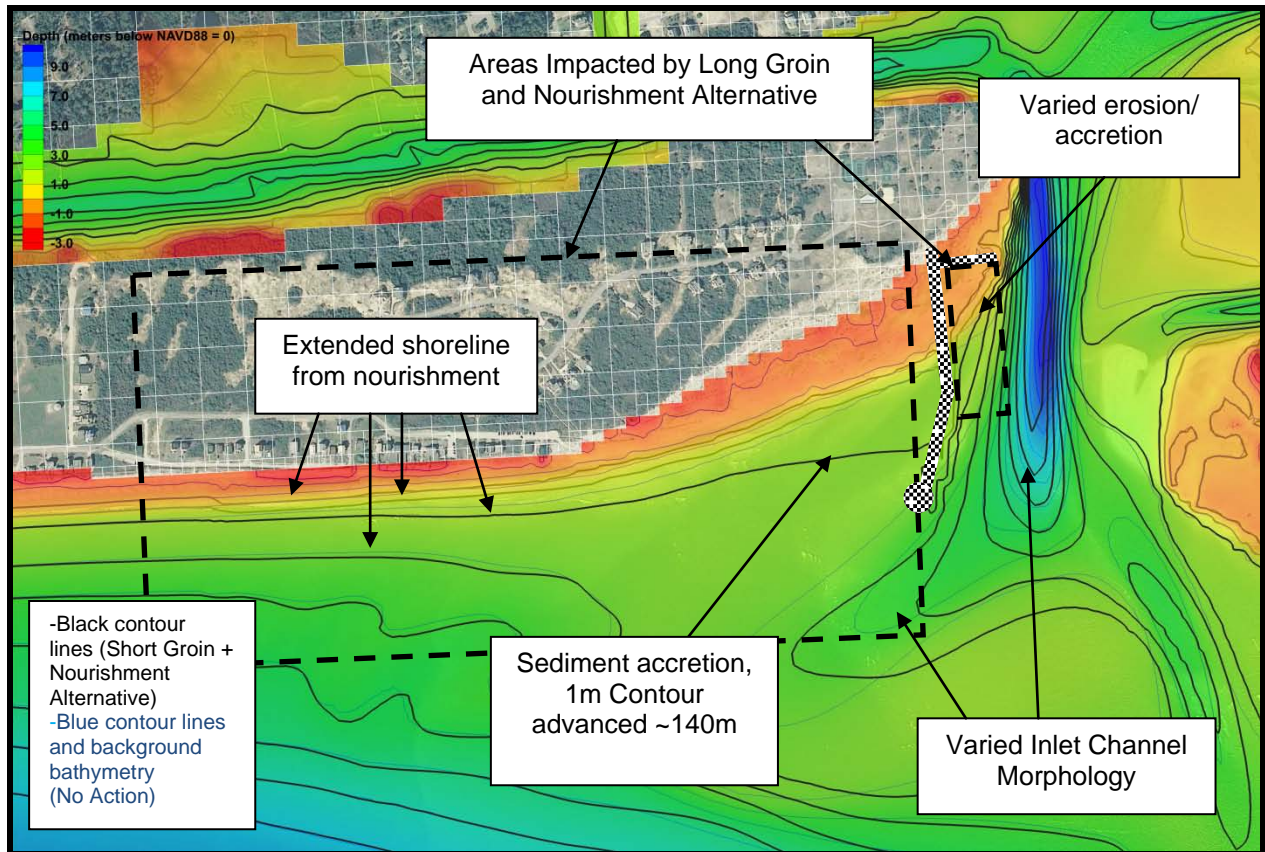 Depth (meters below NAVD88 = 0)
9.0
7.0
5.0
3.0
1.0
-1.0
-3.0
Areas Impacted by Long Groin
and Nourishment Alternative
Varied erosion/
accretion
Extended shoreline
from nourishment
-Black contour
lines (Short Groin +
Nourishment
Alternative)
-Blue contour lines
and background
bathymetry
(No Action)
Sediment accretion,
1m Contour
advanced ~140m
Varied Inlet Channel
Morphology